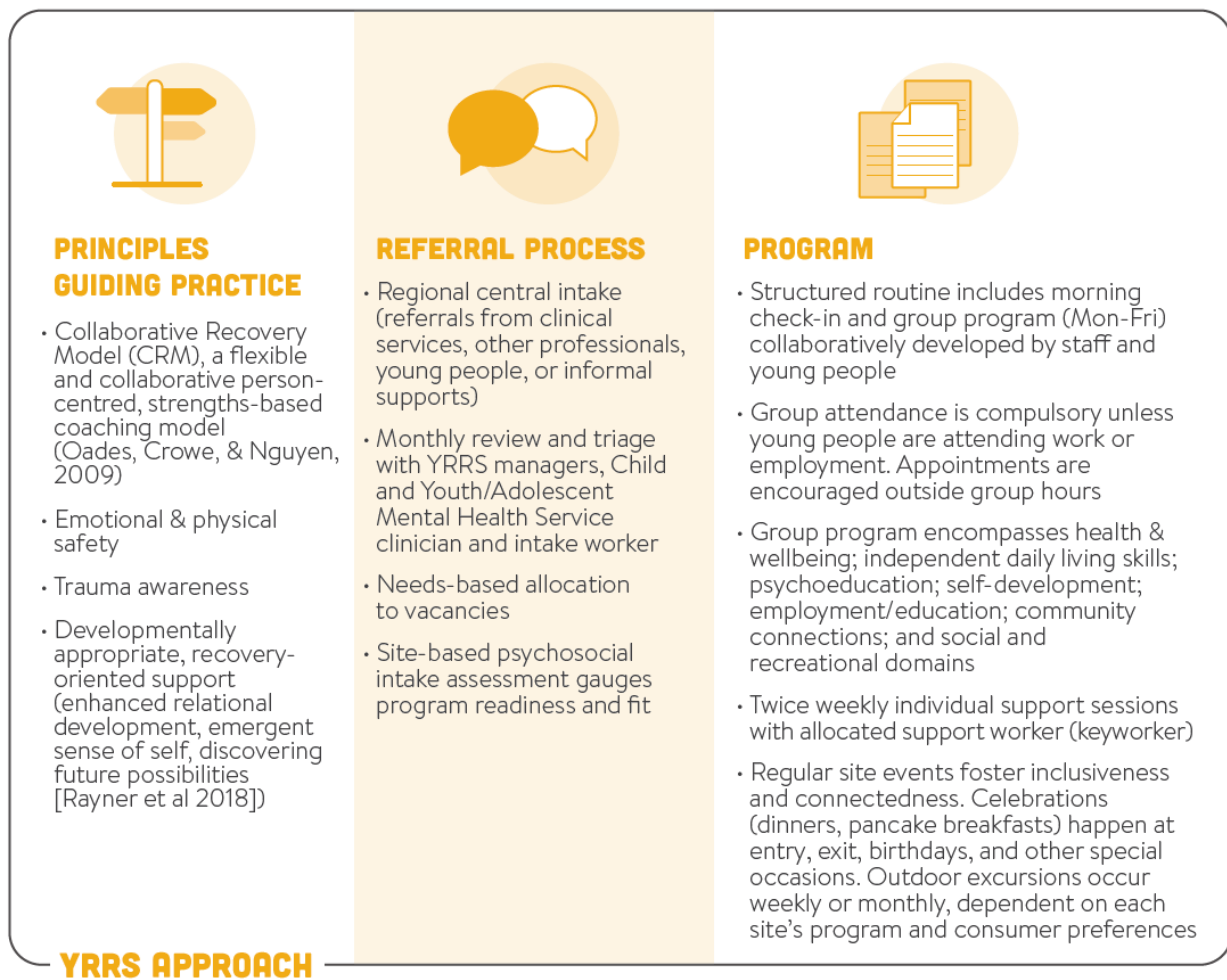 PRINCIPLES
GUIDING PRACTICE
• Collaborative Recovery
Model (CRM), a flexible
and collaborative person-
centred, strengths-based
coaching model
(Oades, Crowe, & Nguyen,
2009)
• Emotional & physical
safety
• Trauma awareness
• Developmentally
appropriate, recovery-
oriented support
(enhanced relational
development, emergent
sense of self, discovering
future possibilities
[Rayner et al 2018])
REFERRAL PROCESS
• Regional central intake
(referrals from clinical
services, other professionals,
young people, or informal
supports)
• Monthly review and triage
with YRRS managers, Child
and Youth/Adolescent
Mental Health Service
clinician and intake worker
• Needs-based allocation
to vacancies
• Site-based psychosocial
intake assessment gauges
program readiness and fit
PROGRAM
• Structured routine includes morning
check-in and group program (Mon-Fri)
collaboratively developed by staff and
young people
• Group attendance is compulsory unless
young people are attending work or
employment. Appointments are
encouraged outside group hours
• Group program encompasses health &
wellbeing; independent daily living skills;
psychoeducation; self-development;
employment/education; community
connections; and social and
recreational domains
• Twice weekly individual support sessions
with allocated support worker (keyworker)
• Regular site events foster inclusiveness
and connectedness. Celebrations
(dinners, pancake breakfasts) happen at
entry, exit, birthdays, and other special
occasions. Outdoor excursions occur
weekly or monthly, dependent on each
site's program and consumer preferences
YRRS APPROACH